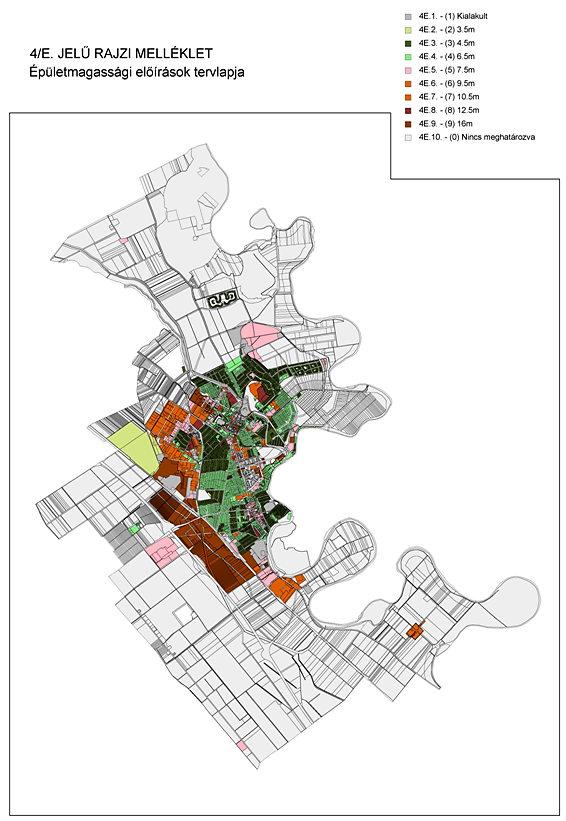 4/E. JELŰ RAJZI MELLÉKLET
Épületmagassági előírások tervlapja
4E.1. - (1) Kialakult
4E.2. - (2) 3.5m
4E.3. - (3) 4.5m
4E.4. - (4) 6.5m
4E.5. - (5) 7.5m
4E.6. - (6) 9.5m
4E.7. - (7) 10.5m
4E.8. - (8) 12.5m
4E.9. - (9) 16m
4E.10. - (0) Nincs meghatározva